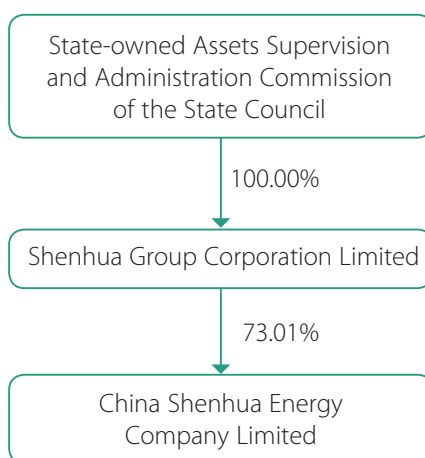 State-owned Assets Supervision
and Administration Commission
of the State Council
100.00%
Shenhua Group Corporation Limited
73.01%
China Shenhua Energy
Company Limited